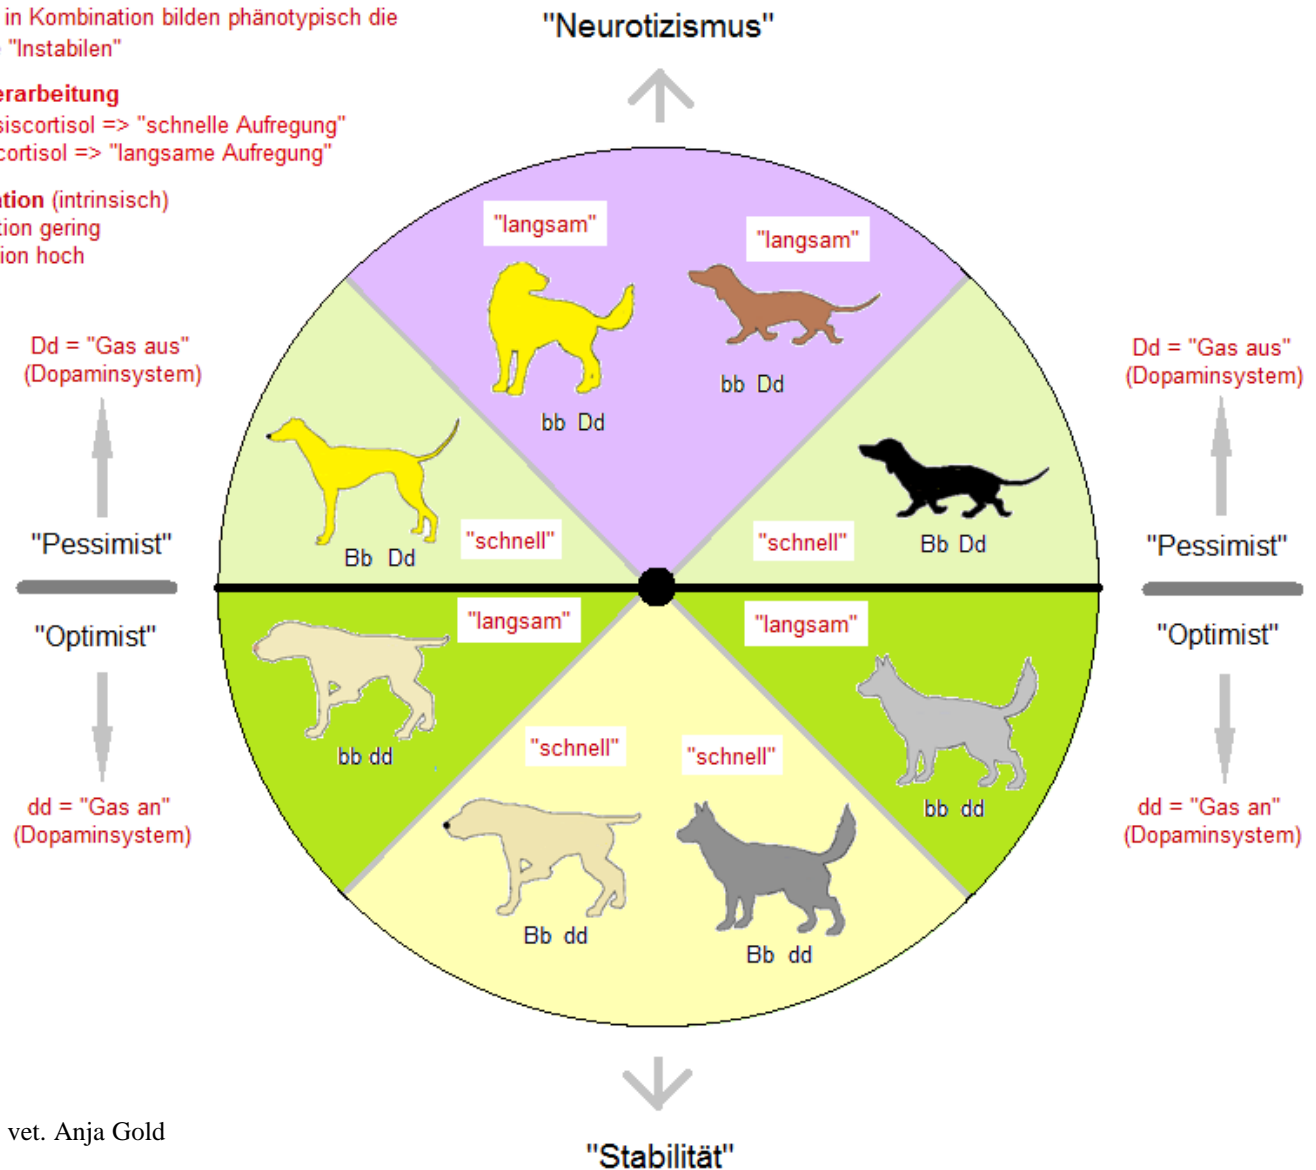 in Kombination bilden phänotypisch die
"Instabilen"
"Neurotizismus"
erarbeitung
siscortisol => "schnelle Aufregung"
cortisol => "langsame Aufregung"
ation (intrinsisch)
tion gering
ion hoch
"langsam"
"langsam"
Dd = "Gas aus"
(Dopaminsystem)
Dd = "Gas aus"
(Dopaminsystem)
bb Dd
bb Dd
"Pessimist"
"schnell"
Bb Dd
"schnell"
Bb Dd
"Pessimist"
"Optimist"
"langsam"
"langsam"
"Optimist"
bb dd
"schnell"
"schnell"
bb dd
dd = "Gas an"
(Dopaminsystem)
dd = "Gas an"
(Dopaminsystem)
Bb dd
Bb dd
vet. Anja Gold
"Stabilität"